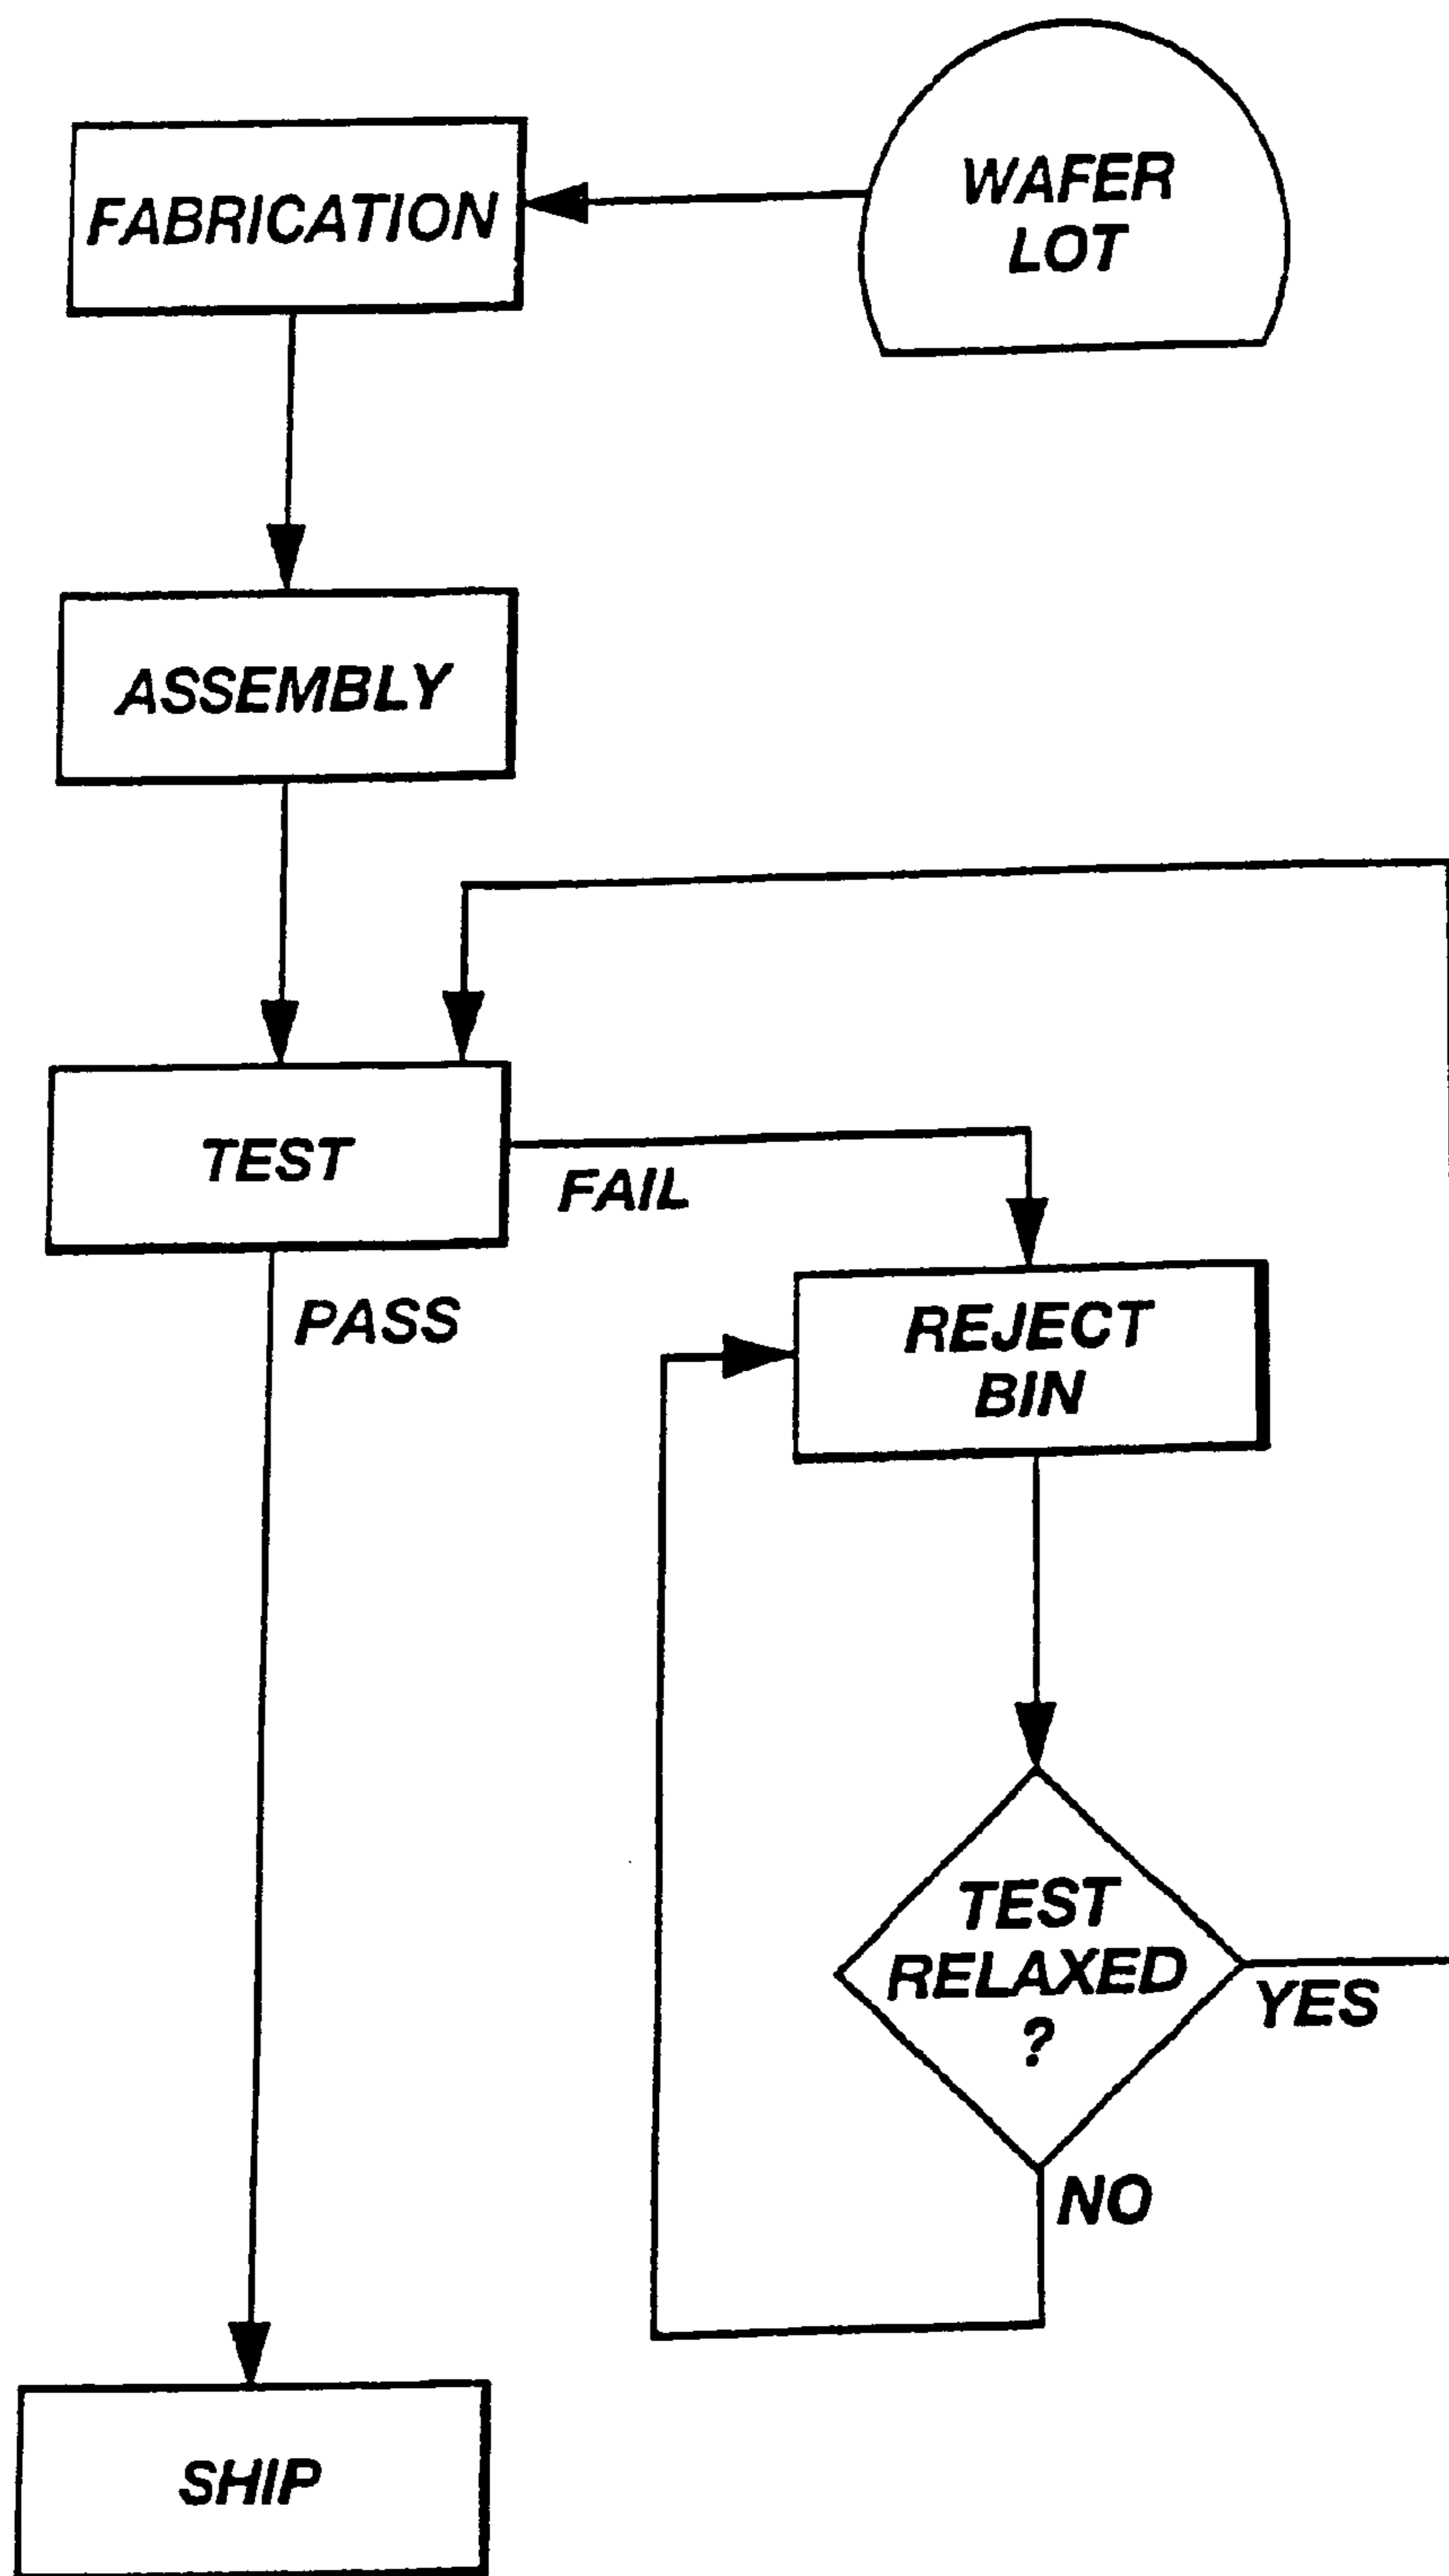 WAFER
LOT
FABRICATION
ASSEMBLY
TEST
FAIL
PASS
REJECT
BIN
TEST
RELAXED
?
YES
NO
SHIP